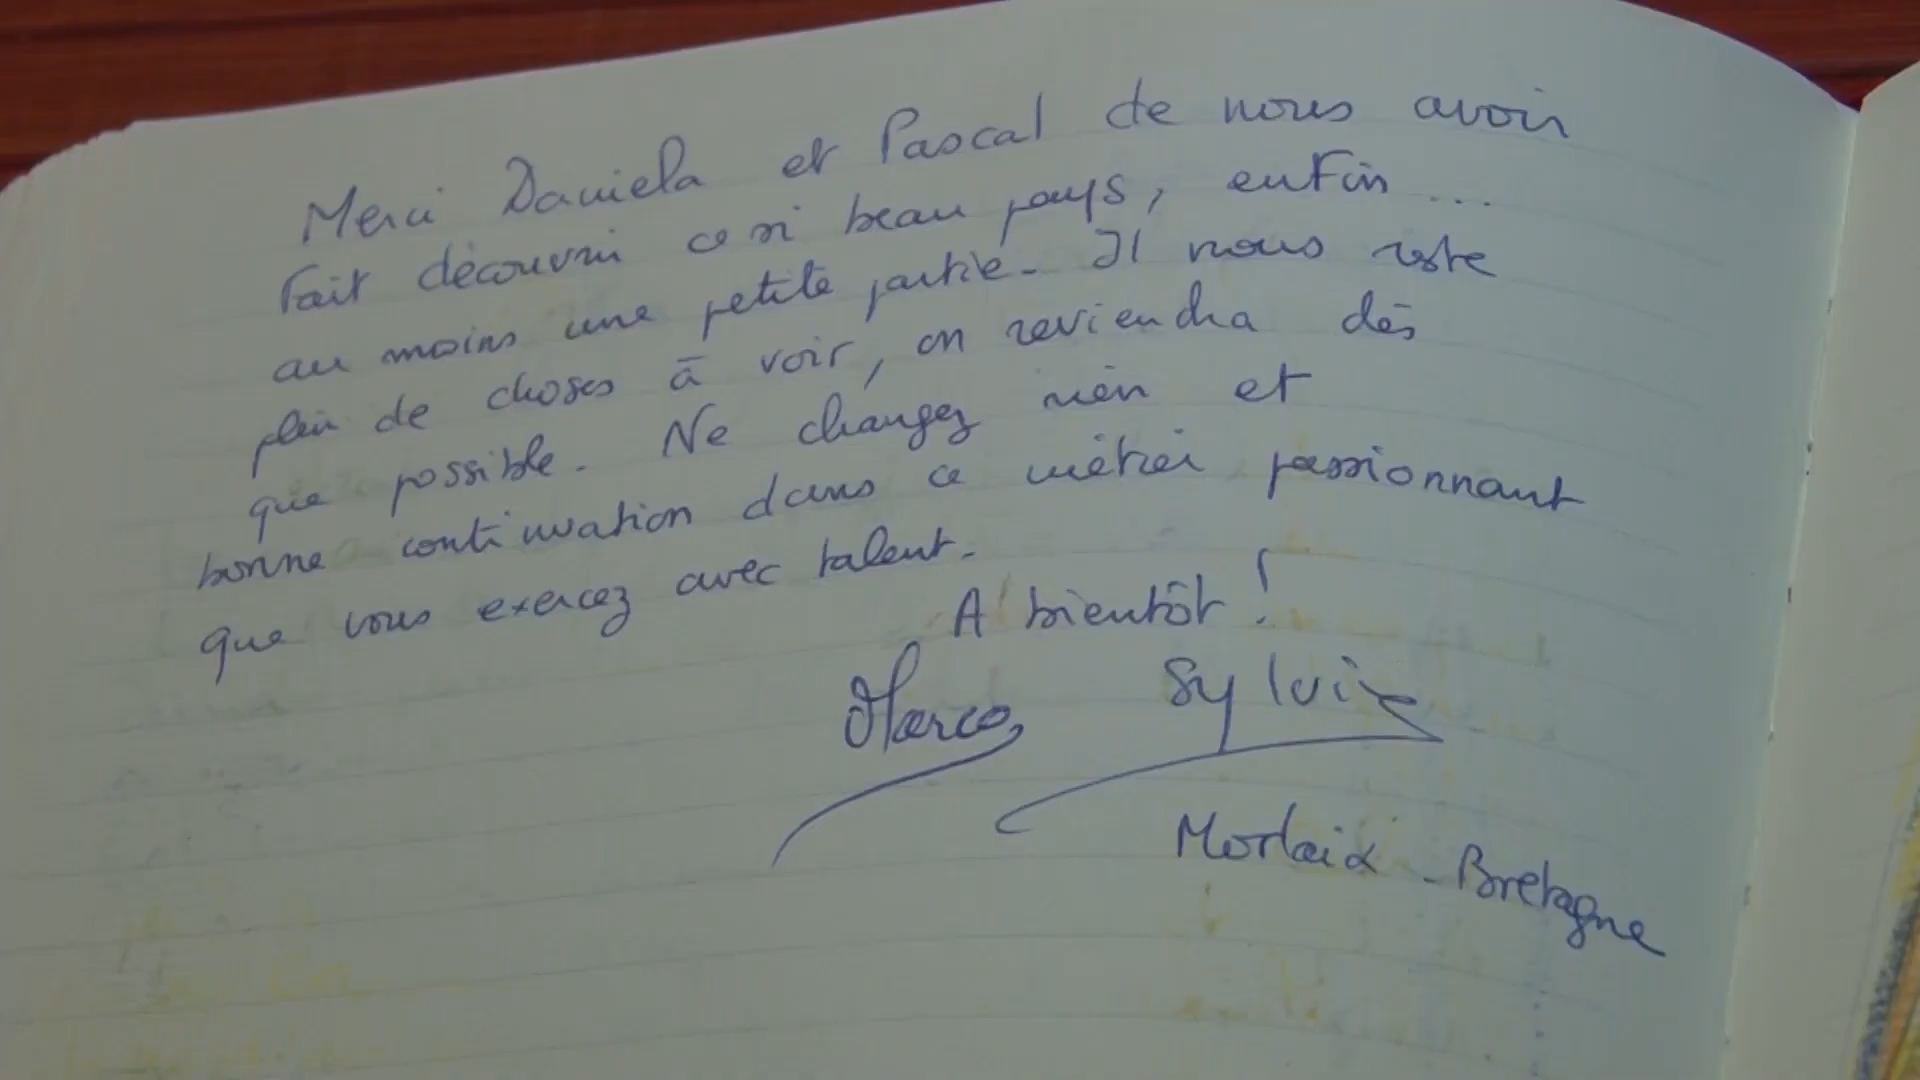 Merci Daniela et Pascal de nous avoir
fait découvrir ce si beau pays, enfin ...
au moins une petite partie. Il nous reste
plein de choses à voir, on reviendra dès
que possible. Ne changez rien et
bonne continuation dans ce métier passionnant
que vous exercez avec talent.
A bientôt !
Marco Sylvie
Morlaix - Bretagne